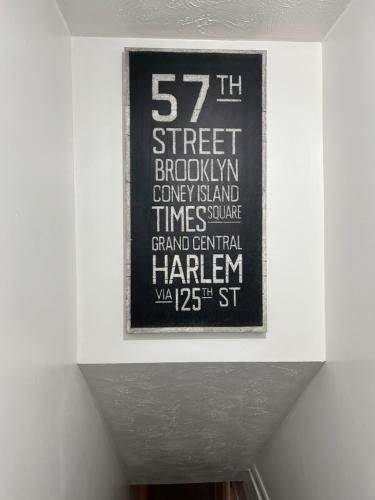 57TH
STREET
BROOKLYN
CONEY ISLAND
TIMES SQUARE
GRAND CENTRAL
HARLEM
VIA 125TH ST